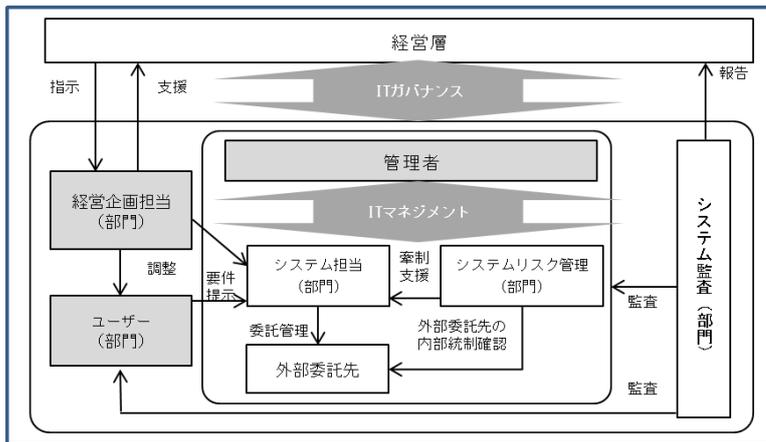 経営層
指示
支援
ITガバナンス
報告
管理者
経営企画担当
(部門)
ITマネジメント
システム監査(部門)
調整
要件
提示
システム担当
(部門)
牽制
支援
システムリスク管理
(部門)
監査
ユーザー
(部門)
委託管理
外部委託先の
内部統制確認
外部委託先
監査